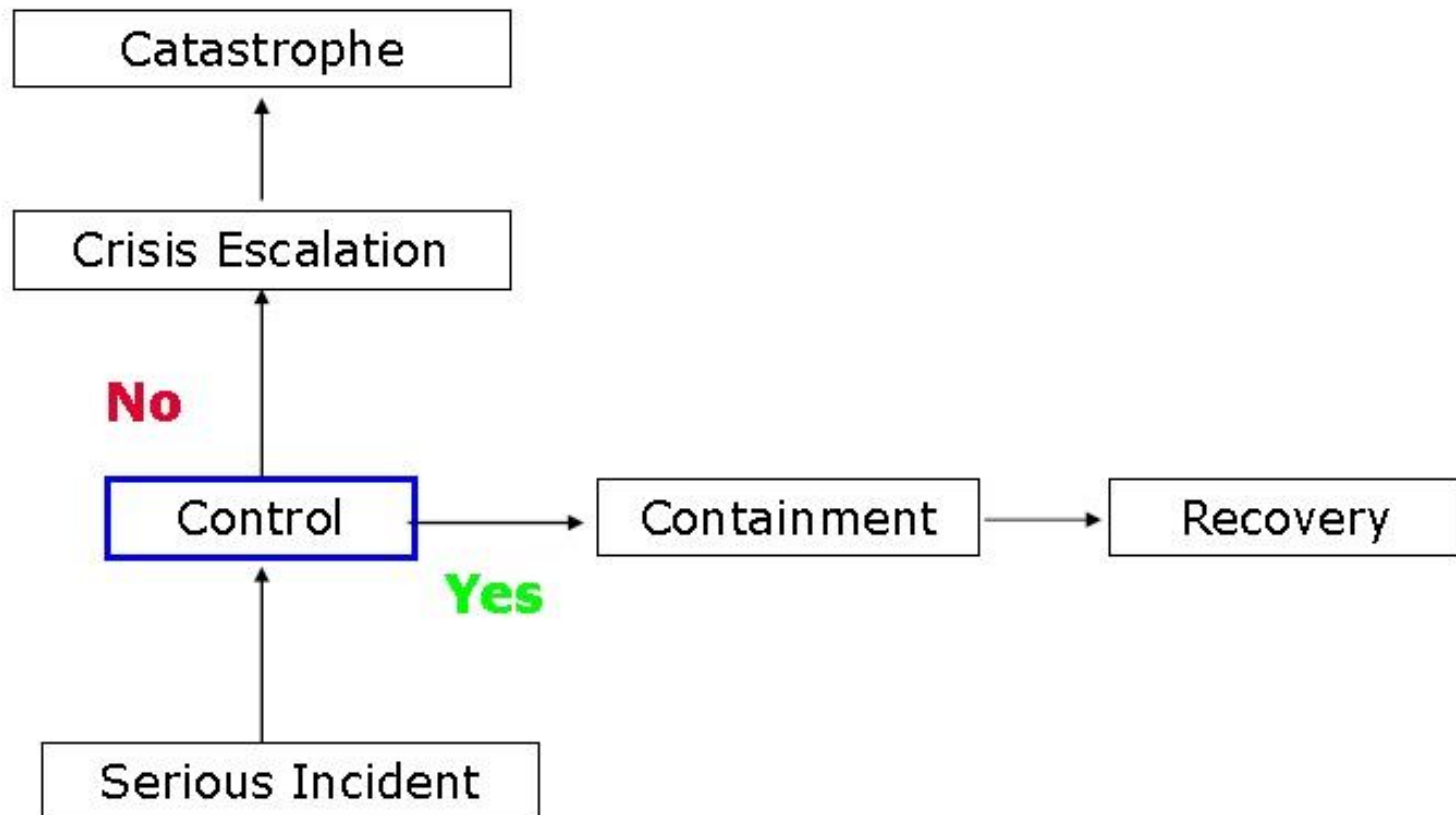 Catastrophe
Crisis Escalation
No
Control
Containment
Recovery
Yes
Serious Incident